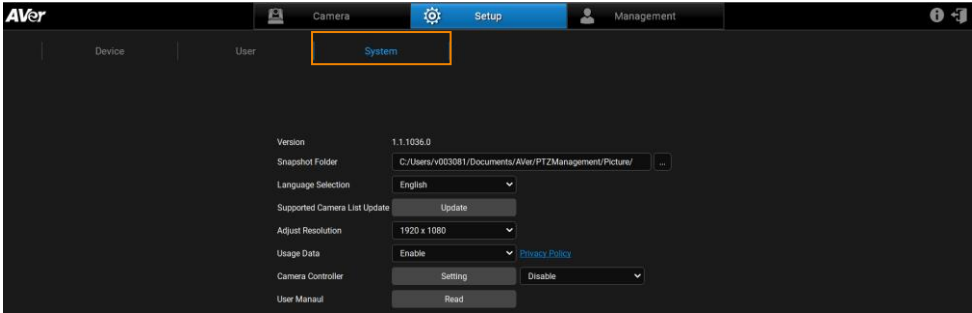 AVer Camera Setup Management
Device User System
Version 1.1.1036.0
Snapshot Folder C:/Users/v003081/Documents/AVer/PTZManagement/Picture/ ...
Language Selection English
Supported Camera List Update Update
Adjust Resolution 1920 x 1080
Usage Data Enable Privacy Policy
Camera Controller Setting Disable
User Manaul Read